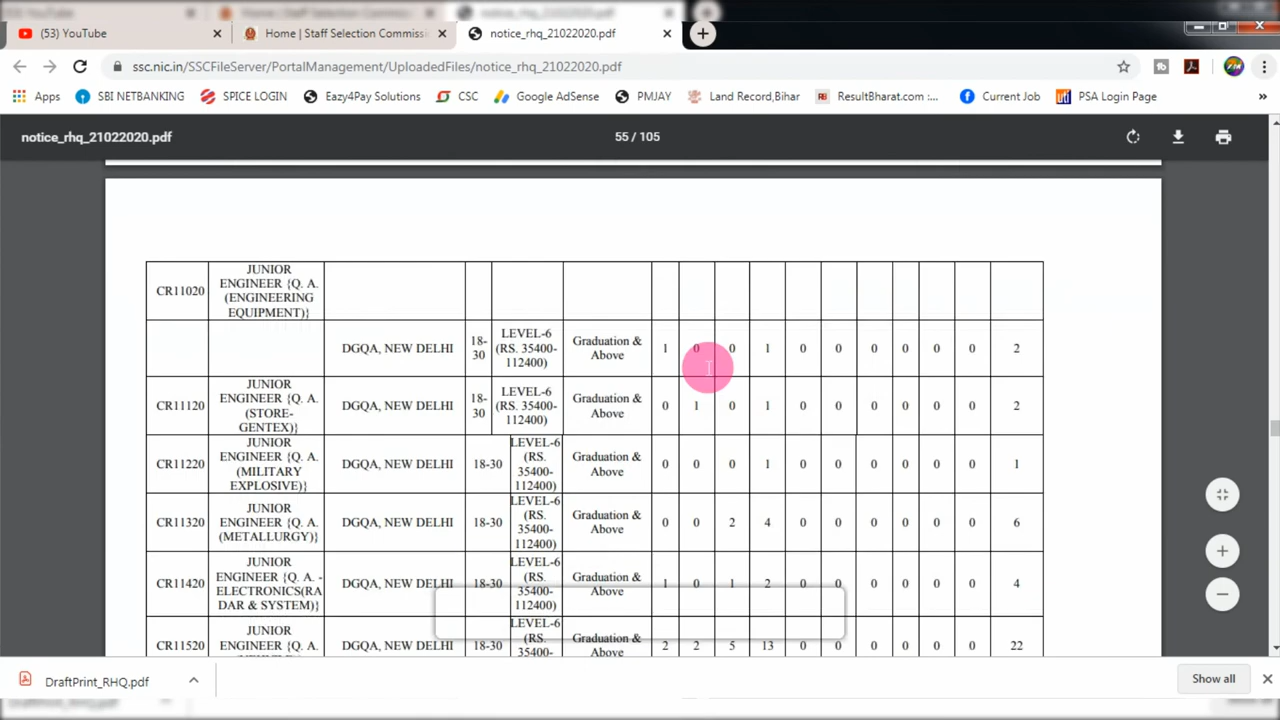 (53) YouTube
Home | Staff Selection Commissi
notice_rhq_21022020.pdf
ssc.nic.in/SSCFileServer/PortalManagement/UploadedFiles/notice_rhq_21022020.pdf
Apps SBI NETBANKING SPICE LOGIN Eazy4Pay Solutions CSC Google AdSense PMJAY Land Record,Bihar ResultBharat.com :... Current Job PSA Login Page »
notice_rhq_21022020.pdf 55 / 105
CR11020 JUNIOR
ENGINEER {Q. A.
(ENGINEERING
EQUIPMENT)}
DGQA, NEW DELHI 18-
30 LEVEL-6
(RS. 35400-
112400) Graduation &
Above 1 0 0 1 0 0 0 0 0 0 2
CR11120 JUNIOR
ENGINEER {Q. A.
(STORE-
GENTEX)} DGQA, NEW DELHI 18-
30 LEVEL-6
(RS. 35400-
112400) Graduation &
Above 0 1 0 1 0 0 0 0 0 0 2
CR11220 JUNIOR
ENGINEER {Q. A.
(MILITARY
EXPLOSIVE)} DGQA, NEW DELHI 18-30 LEVEL-6
(RS.
35400-
112400) Graduation &
Above 0 0 0 1 0 0 0 0 0 0 1
CR11320 JUNIOR
ENGINEER {Q. A.
(METALLURGY)} DGQA, NEW DELHI 18-30 LEVEL-6
(RS.
35400-
112400) Graduation &
Above 0 0 2 4 0 0 0 0 0 0 6
CR11420 JUNIOR
ENGINEER {Q. A. -
ELECTRONICS(RA
DAR & SYSTEM)} DGQA, NEW DELHI 18-30 LEVEL-6
(RS.
35400-
112400) Graduation &
Above 1 0 1 2 0 0 0 0 0 0 4
CR11520 JUNIOR
ENGINEER {Q. A. DGQA, NEW DELHI 18-30 LEVEL-6
(RS.
35400- Graduation &
Above 2 2 5 13 0 0 0 0 0 0 22
DraftPrint_RHQ.pdf
Show all